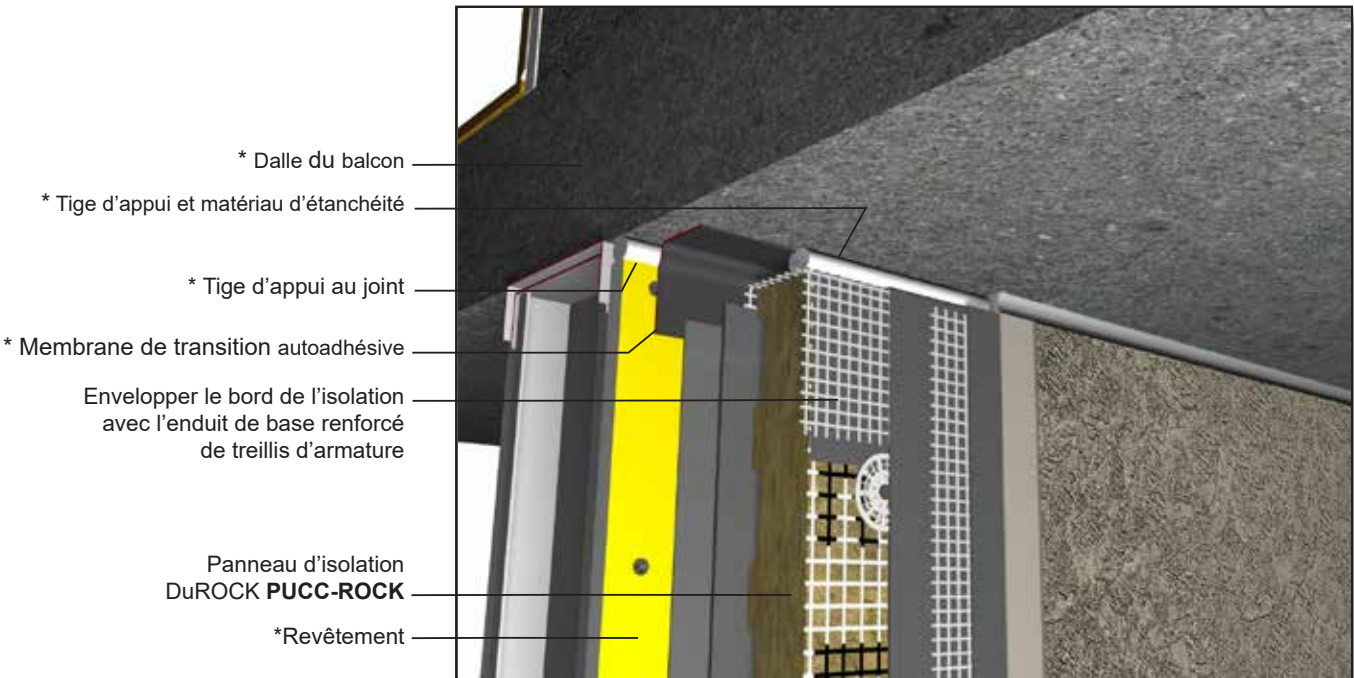 * Dalle du balcon
* Tige d'appui et matériau d'étanchéité
* Tige d'appui au joint
* Membrane de transition autoadhésive
Envelopper le bord de l'isolation
avec l'enduit de base renforcé
de treillis d'armature
Panneau d'isolation
DuROCK PUCC-ROCK
*Revêtement